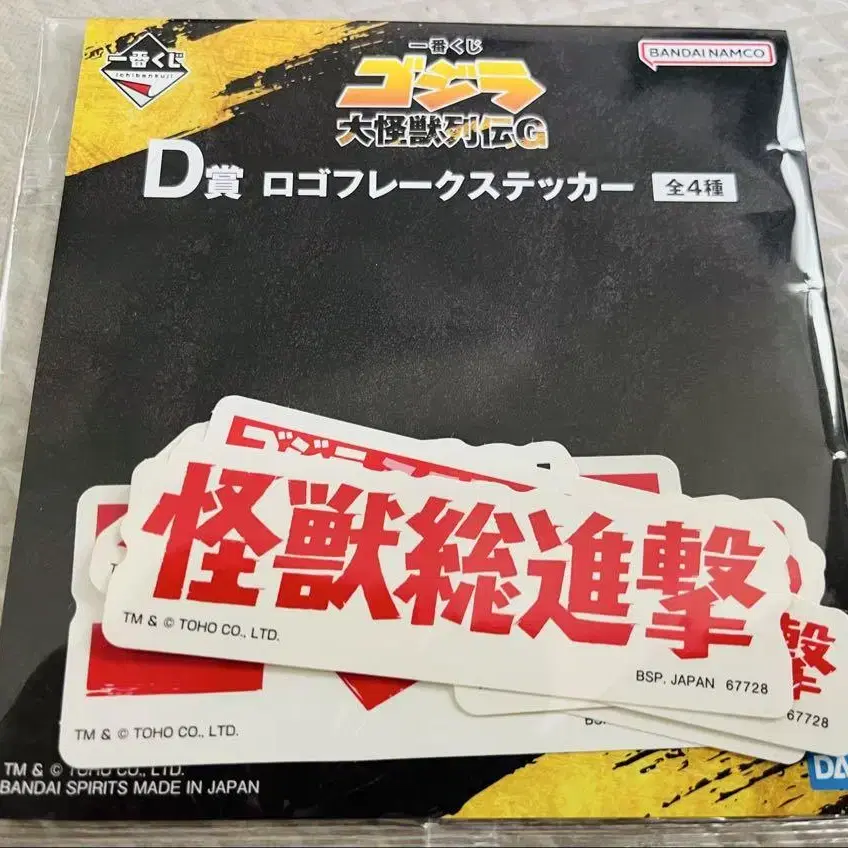 一番くじ
ichibankuji
一番くじ
BANDAI NAMCO
ゴジラ
大怪獣列伝G
D賞 ロゴフレークステッカー 全4種
怪獣総進撃
TM & © TOHO CO., LTD.
BSP. JAPAN 67728
撃
67728
TM & © TOHO CO., LTD.
TM & © TOHO CO., LTD.
BANDAI SPIRITS MADE IN JAPAN